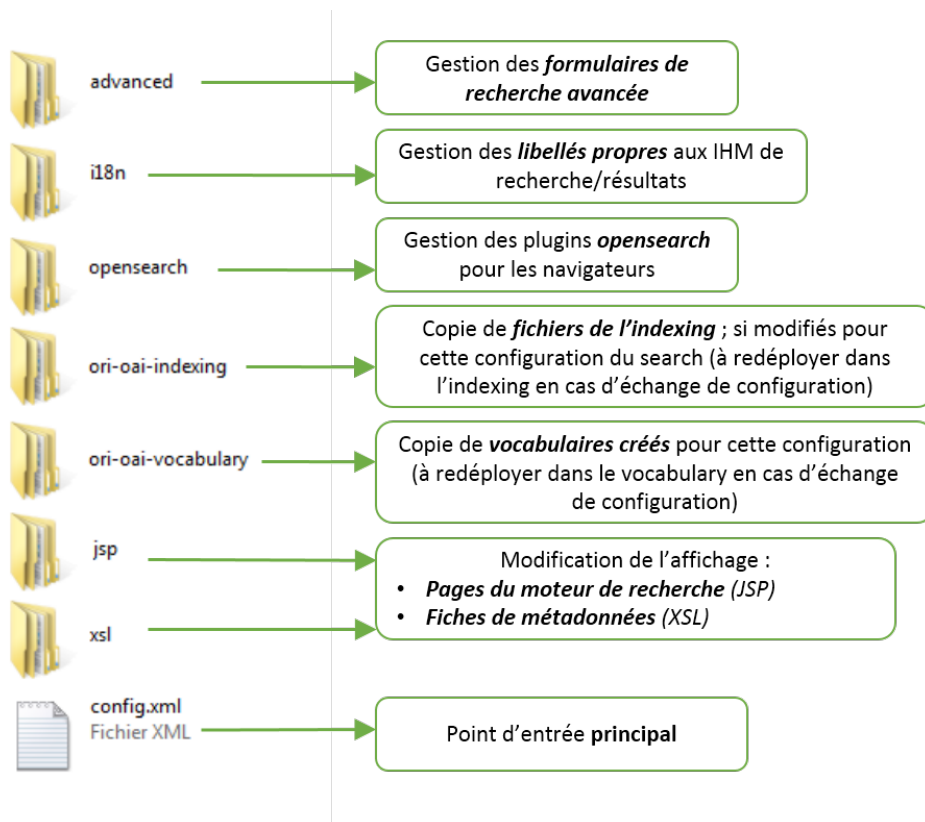 advanced
Gestion des formulaires de
recherche avancée
i18n
Gestion des libellés propres aux IHM de
recherche/résultats
opensearch
Gestion des plugins opensearch
pour les navigateurs
ori-oai-indexing
Copie de fichiers de l’indexing ; si modifiés pour
cette configuration du search (à redéployer dans
l’indexing en cas d’échange de configuration)
ori-oai-vocabulary
Copie de vocabulaires créés pour cette configuration
(à redéployer dans le vocabulary en cas d’échange
de configuration)
jsp
xsl
Modification de l’affichage :
• Pages du moteur de recherche (JSP)
• Fiches de métadonnées (XSL)
config.xml
Fichier XML
Point d’entrée principal